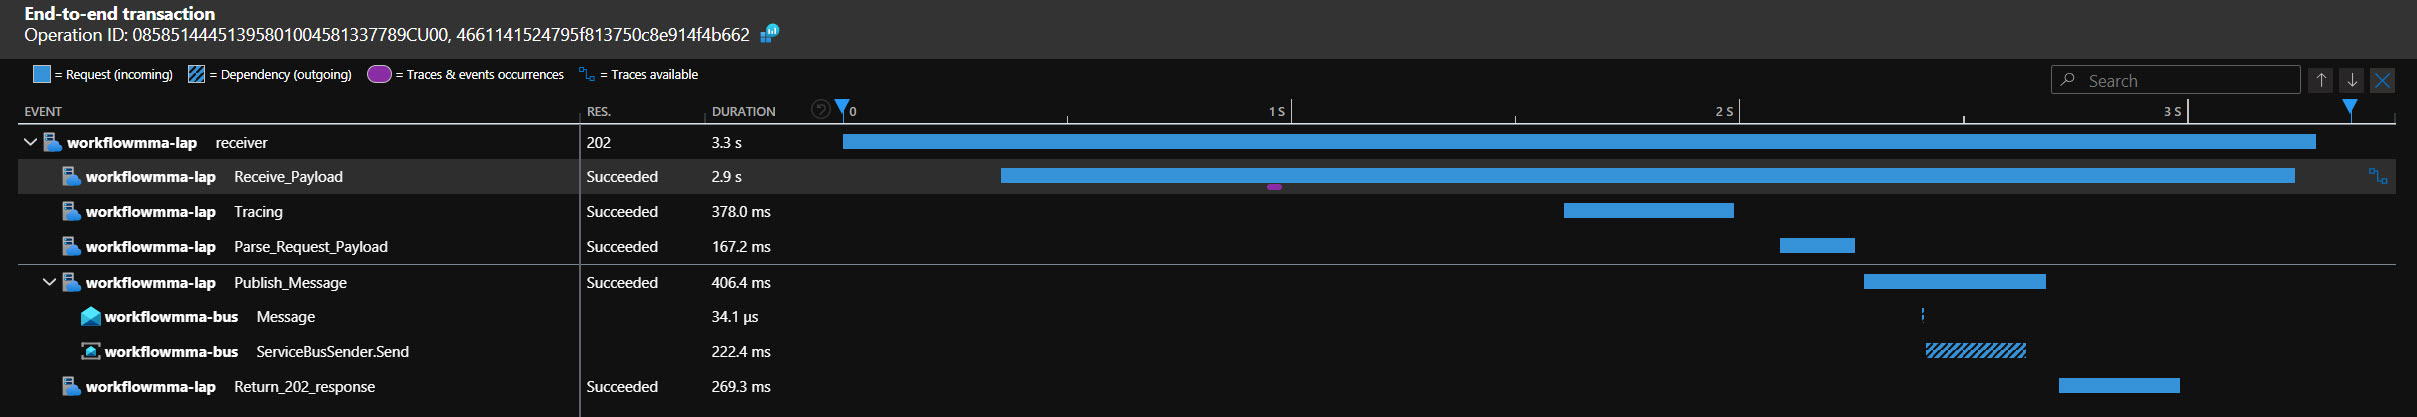 End-to-end transaction
Operation ID: 08585144451395801004581337789CU00, 4661141524795f813750c8e914f4b662
= Request (incoming) = Dependency (outgoing) = Traces & events occurrences = Traces available
Search
EVENT RES. DURATION 0 1 S 2 S 3 S
workflowmma-lap receiver 202 3.3 s
workflowmma-lap Receive_Payload Succeeded 2.9 s
workflowmma-lap Tracing Succeeded 378.0 ms
workflowmma-lap Parse_Request_Payload Succeeded 167.2 ms
workflowmma-lap Publish_Message Succeeded 406.4 ms
workflowmma-bus Message 34.1 µs
workflowmma-bus ServiceBusSender.Send 222.4 ms
workflowmma-lap Return_202_response Succeeded 269.3 ms